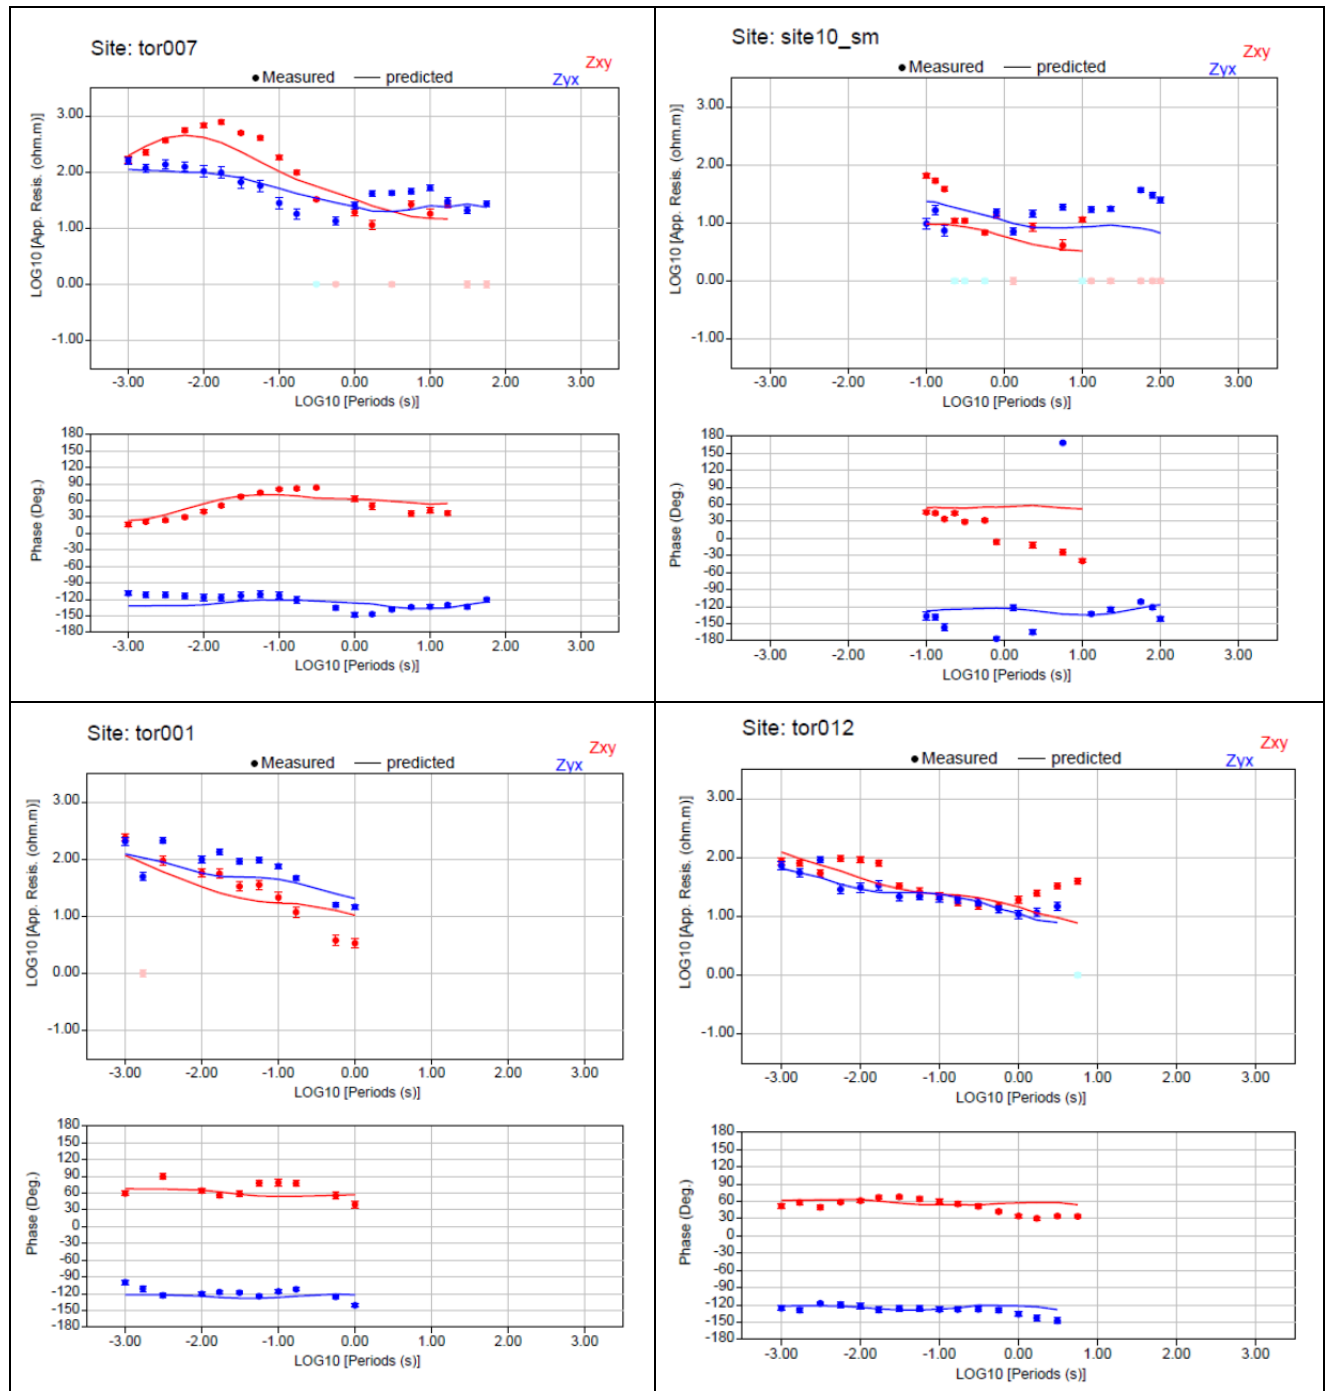 Site: tor007
Zxy
● Measured — predicted
Zyx
LOG10 [App. Resis. (ohm.m)]
3.00
2.00
1.00
0.00
-1.00
-3.00 -2.00 -1.00 0.00 1.00 2.00 3.00
LOG10 [Periods (s)]
Phase (Deg.)
180
150
120
90
60
30
0
-30
-60
-90
-120
-150
-180
-3.00 -2.00 -1.00 0.00 1.00 2.00 3.00
LOG10 [Periods (s)]
Site: site10_sm
Zxy
● Measured — predicted
Zyx
LOG10 [App. Resis. (ohm.m)]
3.00
2.00
1.00
0.00
-1.00
-3.00 -2.00 -1.00 0.00 1.00 2.00 3.00
LOG10 [Periods (s)]
Phase (Deg.)
180
150
120
90
60
30
0
-30
-60
-90
-120
-150
-180
-3.00 -2.00 -1.00 0.00 1.00 2.00 3.00
LOG10 [Periods (s)]
Site: tor001
Zxy
● Measured — predicted
Zyx
LOG10 [App. Resis. (ohm.m)]
3.00
2.00
1.00
0.00
-1.00
-3.00 -2.00 -1.00 0.00 1.00 2.00 3.00
LOG10 [Periods (s)]
Phase (Deg.)
180
150
120
90
60
30
0
-30
-60
-90
-120
-150
-180
-3.00 -2.00 -1.00 0.00 1.00 2.00 3.00
LOG10 [Periods (s)]
Site: tor012
Zxy
● Measured — predicted
Zyx
LOG10 [App. Resis. (ohm.m)]
3.00
2.00
1.00
0.00
-1.00
-3.00 -2.00 -1.00 0.00 1.00 2.00 3.00
LOG10 [Periods (s)]
Phase (Deg.)
180
150
120
90
60
30
0
-30
-60
-90
-120
-150
-180
-3.00 -2.00 -1.00 0.00 1.00 2.00 3.00
LOG10 [Periods (s)]